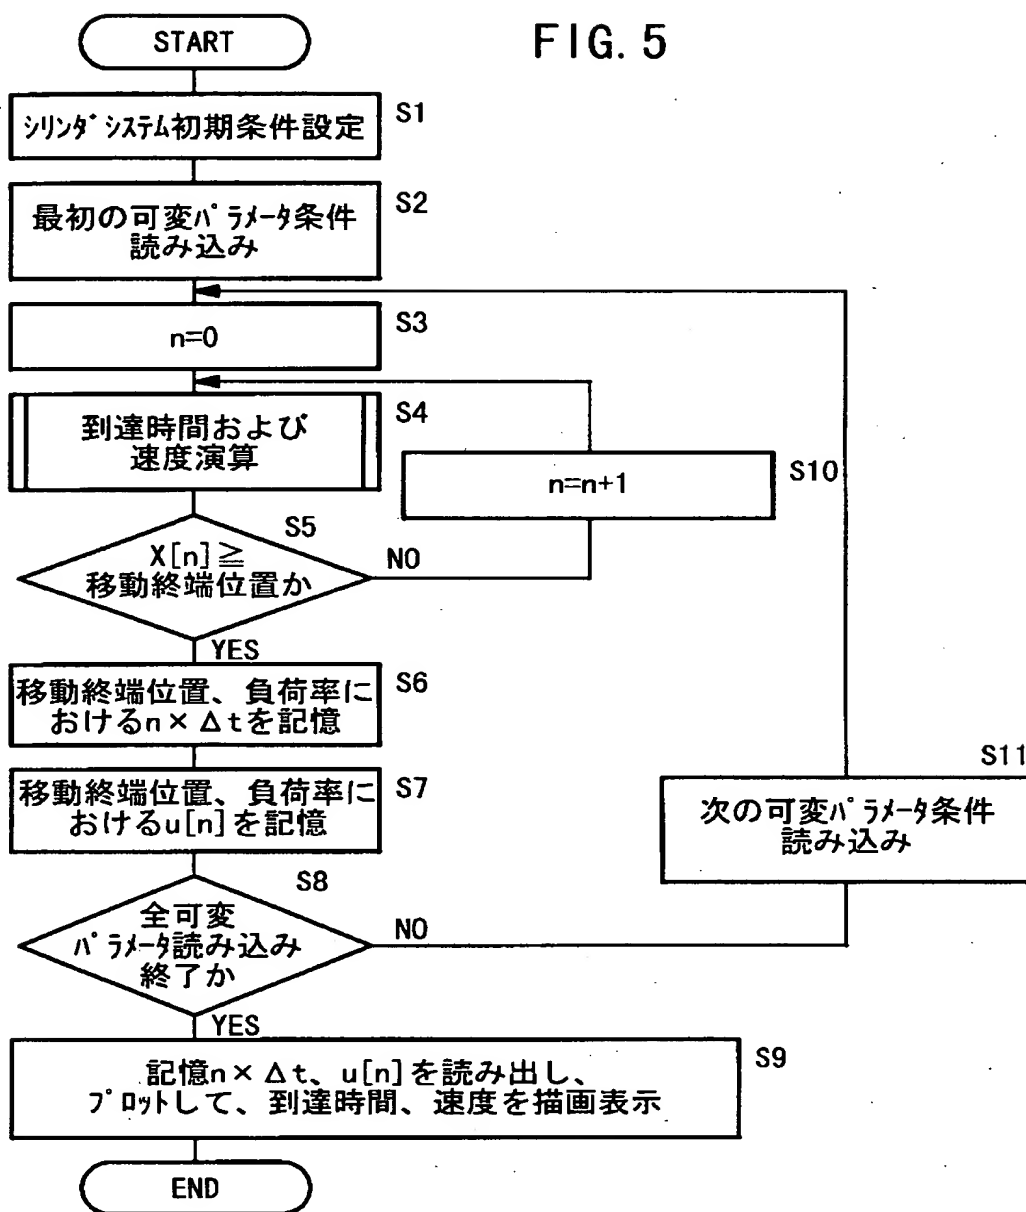 START
FIG. 5
S1
シリンダシステム初期条件設定
S2
最初の可変パラメータ条件
読み込み
S3
n=0
S4
到達時間および
速度演算
S10
n=n+1
S5
X[n]≧
移動終端位置か
NO
YES
S6
移動終端位置、負荷率に
おけるn×Δtを記憶
S7
移動終端位置、負荷率に
おけるu[n]を記憶
S11
次の可変パラメータ条件
読み込み
S8
全可変
パラメータ読み込み
終了か
NO
YES
S9
記憶n×Δt、u[n]を読み出し、
プロットして、到達時間、速度を描画表示
END